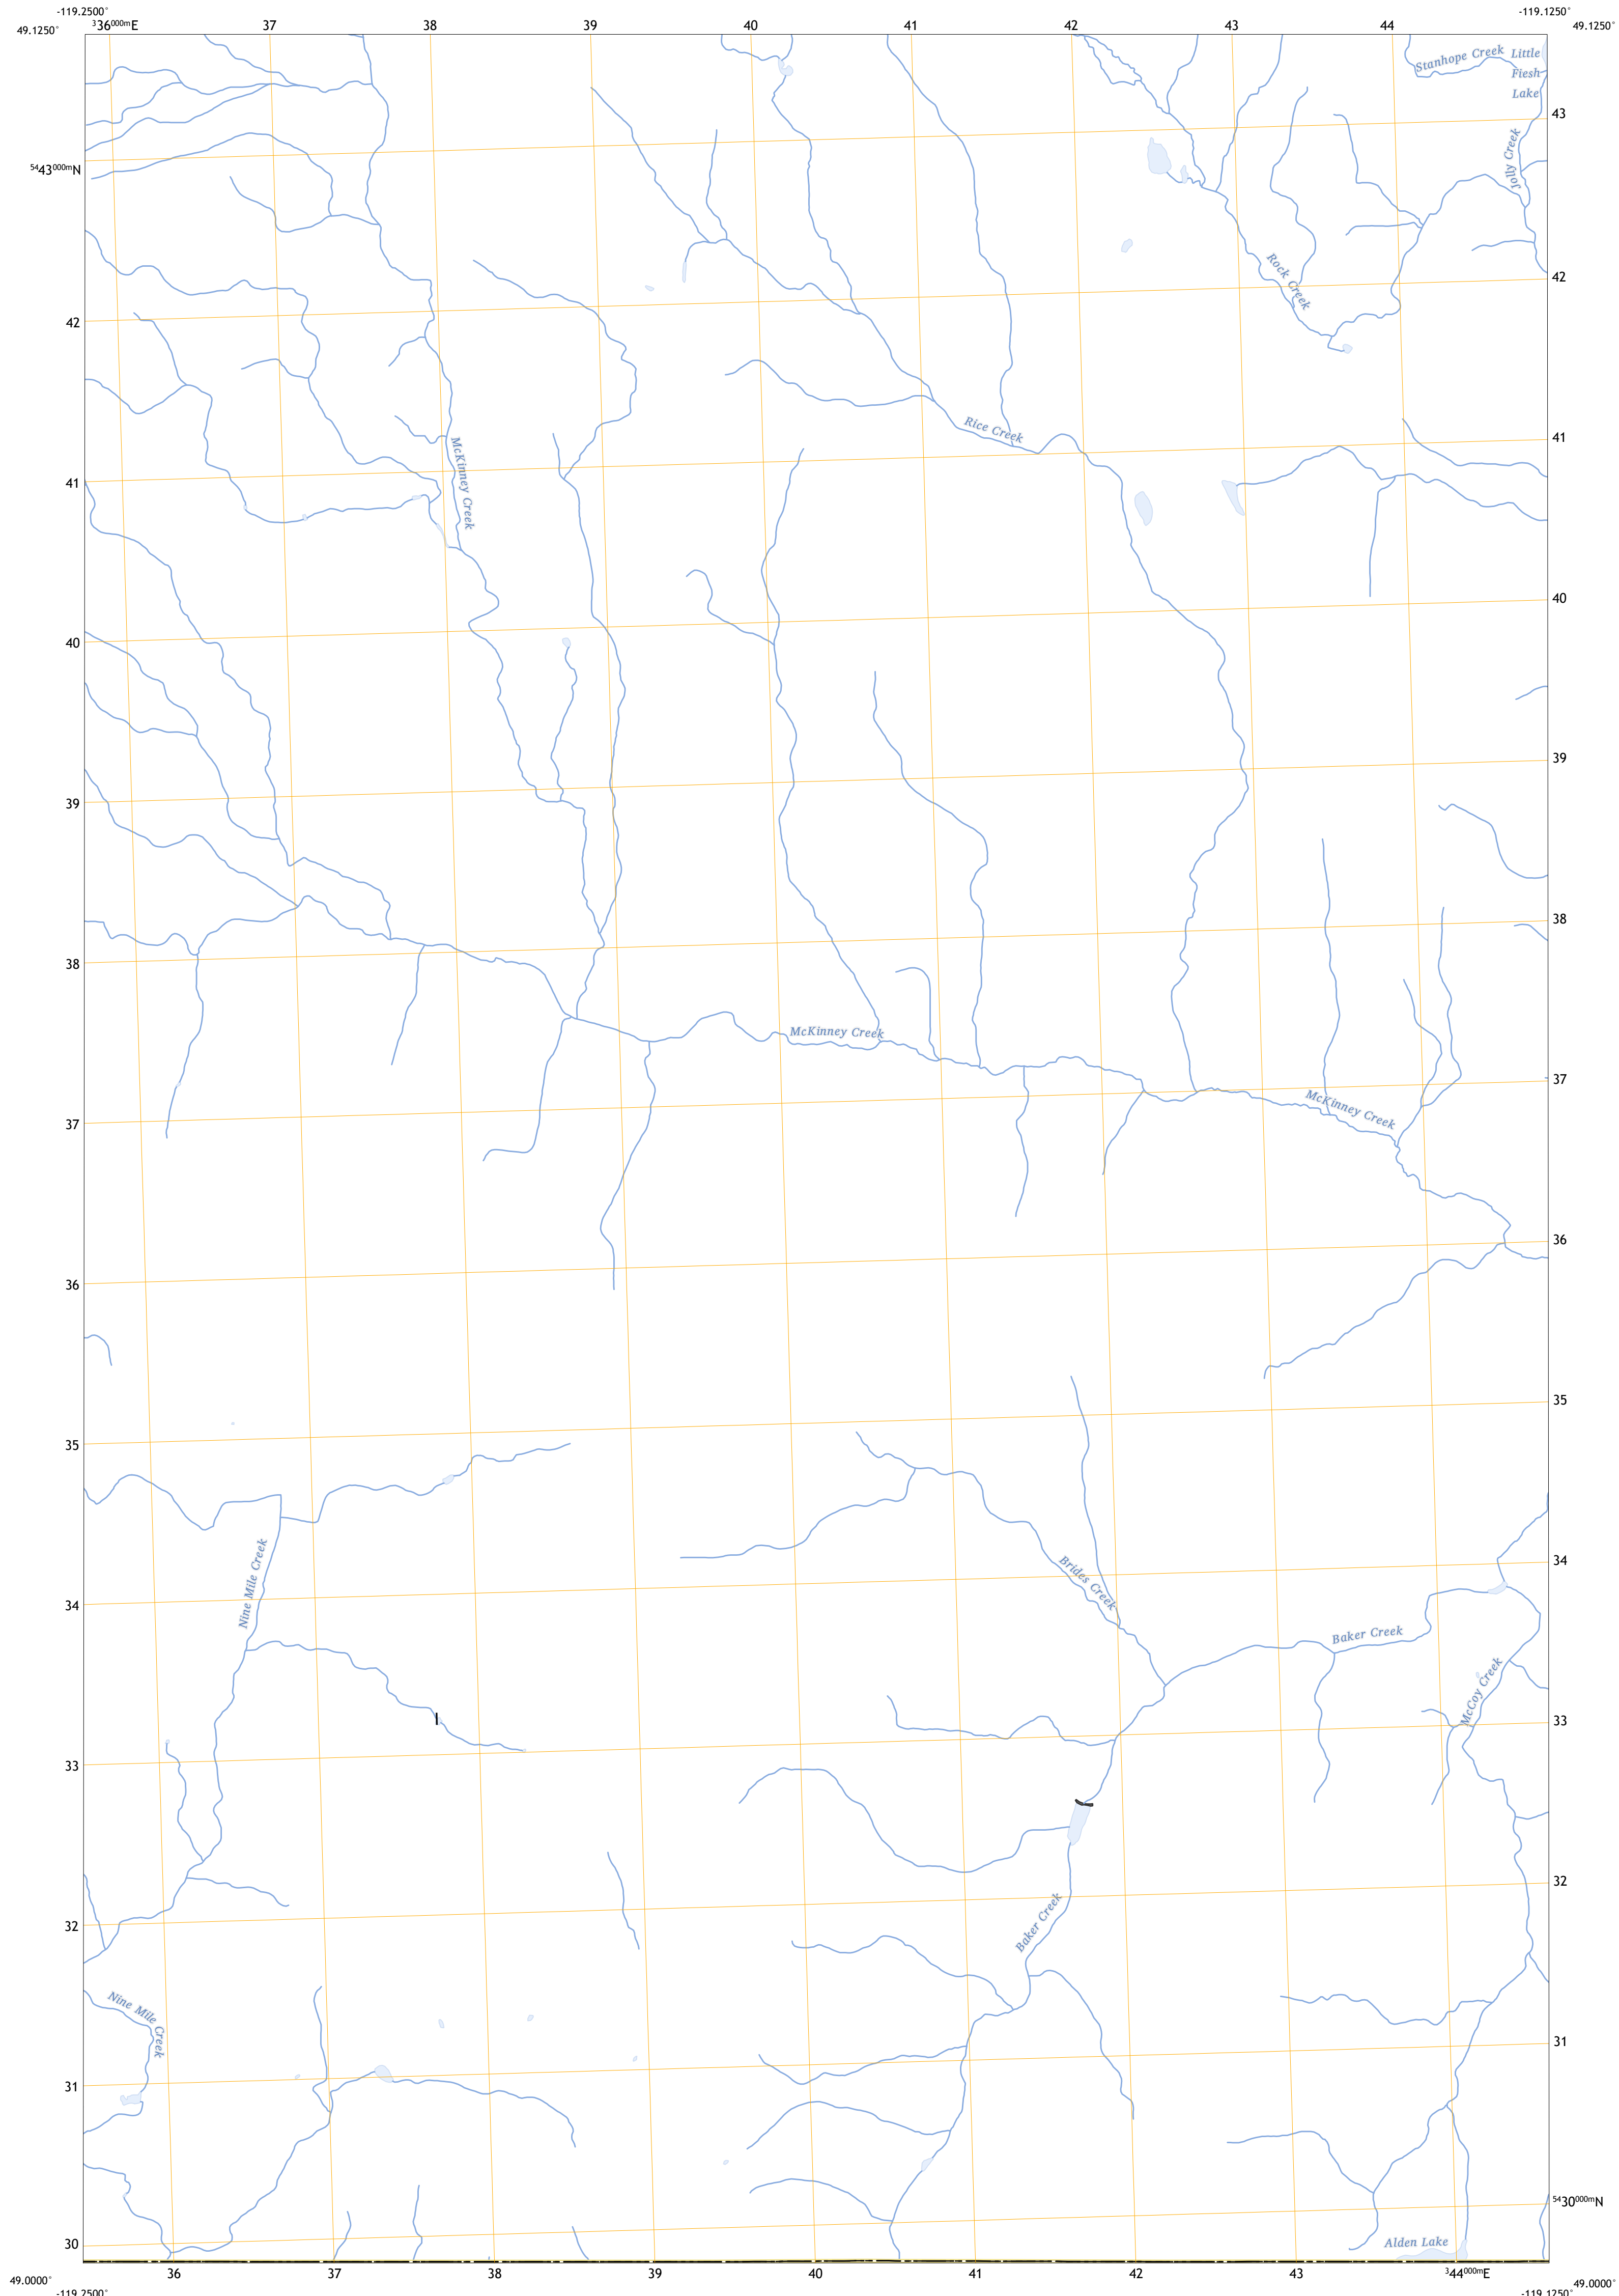 -119.2500°
-119.1250°
49.1250°
³36⁰⁰⁰ᵐE
37
38
39
40
41
42
43
44
49.1250°
Stanhope Creek
Little
Fiesh
Lake
43
⁵⁴43⁰⁰⁰ᵐN
Jolly Creek
Rock Creek
42
42
McKinney Creek
Rice Creek
41
41
40
40
39
39
38
38
McKinney Creek
37
McKinney Creek
37
36
36
35
35
Nine Mile Creek
Brides Creek
34
34
Baker Creek
McCoy Creek
33
33
32
Baker Creek
32
Nine Mile Creek
31
31
⁵⁴30⁰⁰⁰ᵐN
30
Alden Lake
36
37
38
39
40
41
42
43
³44⁰⁰⁰ᵐE
49.0000°
49.0000°
-119.2500°
-119.1250°